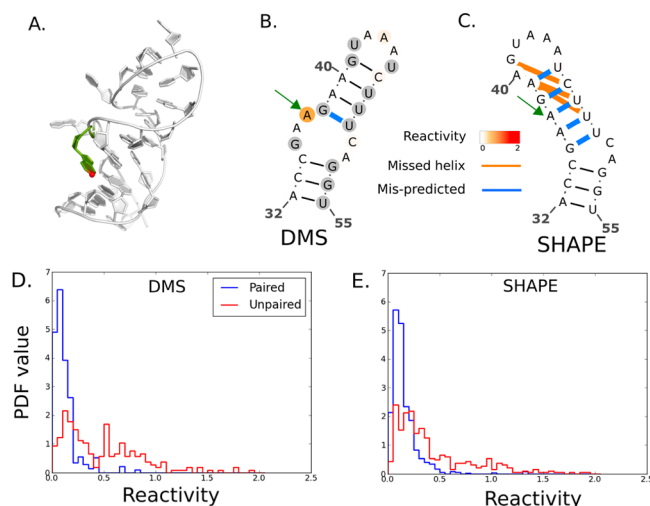 A.
B.
C.
U A
G A
40 A U
A C
A U
G U
A U
A C
G A
C G
C G
A U
32 55
DMS
A A
U A
G U
40 A C
A U
G U
A U
G C
C A
C G
A G
U
32 55
SHAPE
Reactivity
0 2
Missed helix
Mis-predicted
D.
DMS
Paired
Unpaired
PDF value
7
6
5
4
3
2
1
0
0.0 0.5 1.0 1.5 2.0 2.5
Reactivity
E.
SHAPE
7
6
5
4
3
2
1
0
0.0 0.5 1.0 1.5 2.0 2.5
Reactivity